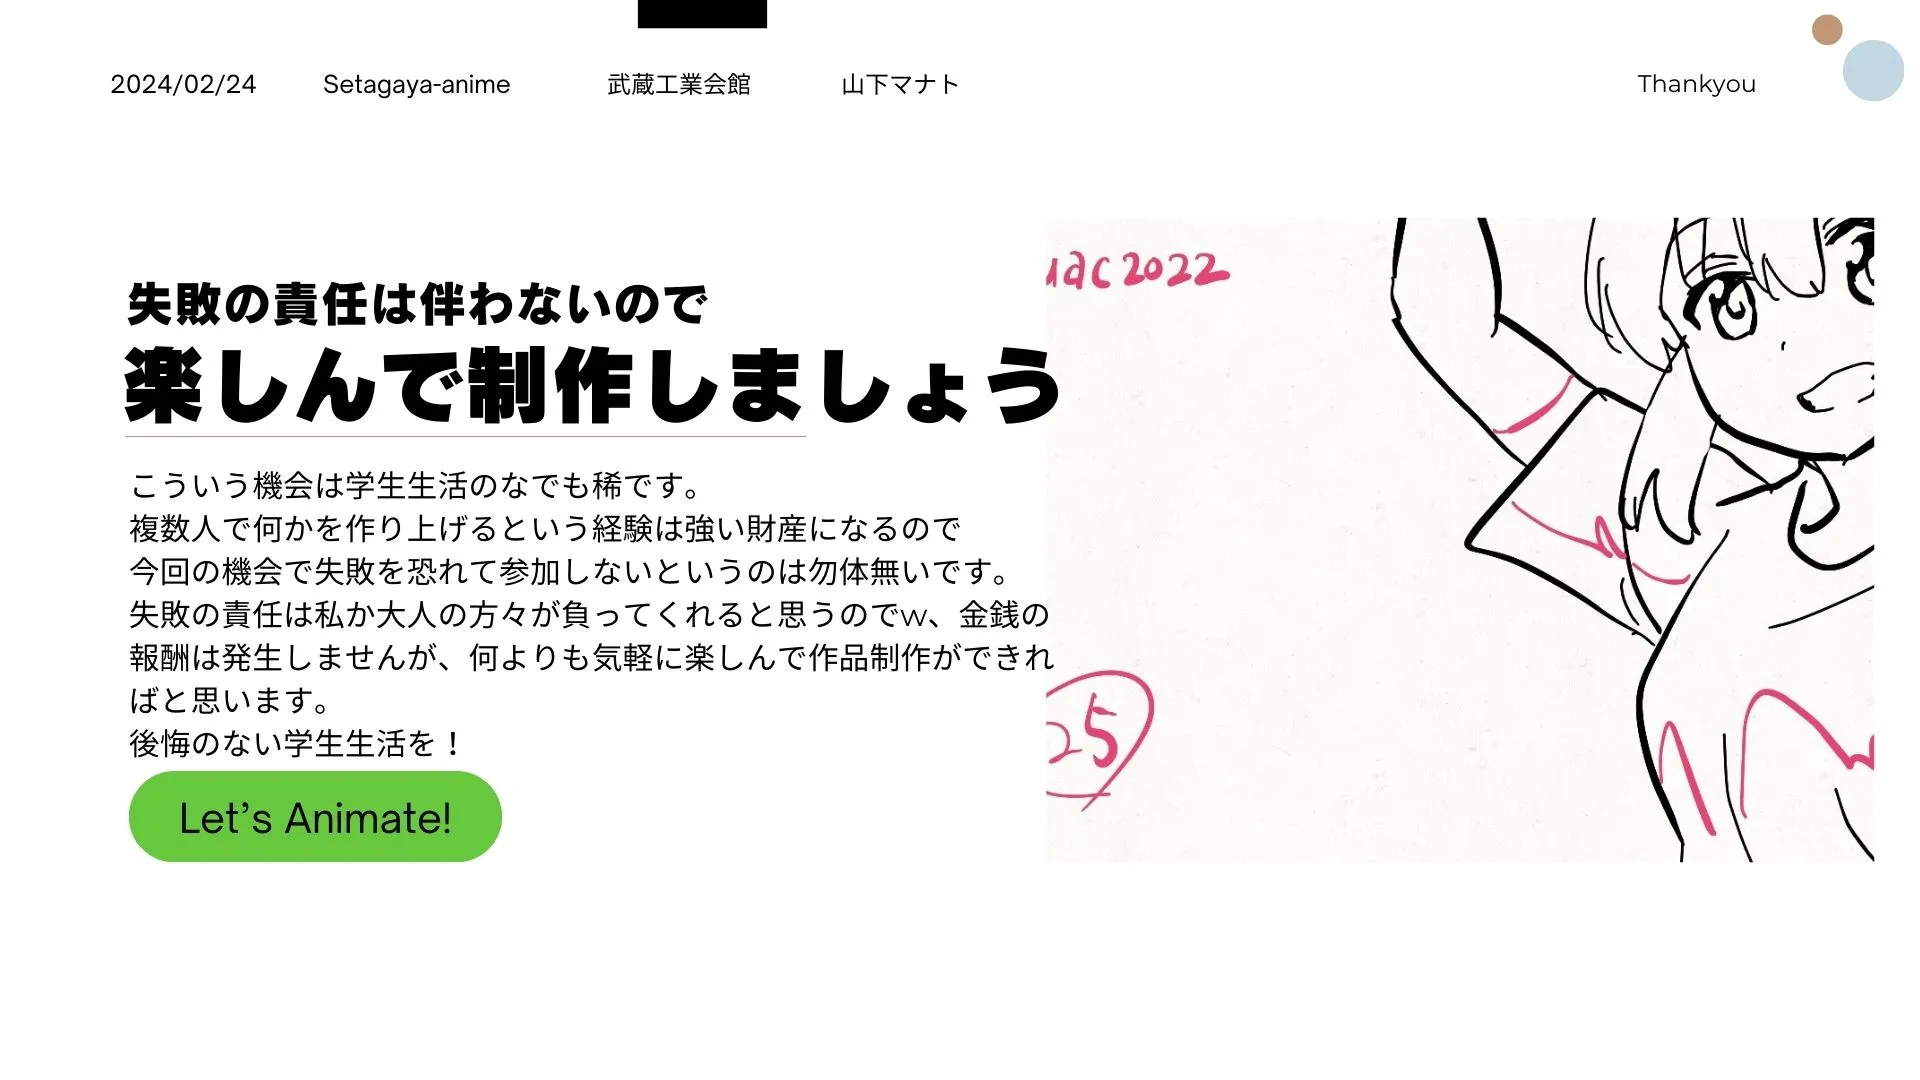 2024/02/24
Setagaya-anime
武蔵工業会館
山下マナト
Thankyou
失敗の責任は伴わないので
楽しんで制作しましょう
こういう機会は学生生活のなでも稀です。
複数人で何かを作り上げるという経験は強い財産になるので
今回の機会で失敗を恐れて参加しないというのは勿体無いです。
失敗の責任は私か大人の方々が負ってくれると思うのでw、金銭の
報酬は発生しませんが、何よりも気軽に楽しんで作品制作ができれ
ばと思います。
後悔のない学生生活を！
Let’s Animate!
uac2022
25